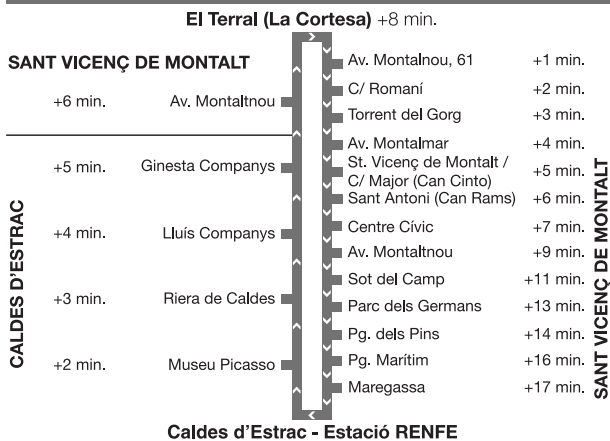 El Terral (La Cortesa) +8 min.
SANT VICENÇ DE MONTALT
+6 min. Av. Montaltnou
CALDES D'ESTRAC
+5 min. Ginesta Companys
+4 min. Lluís Companys
+3 min. Riera de Caldes
+2 min. Museu Picasso
Av. Montalnou, 61 +1 min.
C/ Romaní +2 min.
Torrent del Gorg +3 min.
Av. Montalmar +4 min.
St. Vicenç de Montalt /
C/ Major (Can Cinto) +5 min.
Sant Antoni (Can Rams) +6 min.
Centre Cívic +7 min.
Av. Montaltnou +9 min.
Sot del Camp +11 min.
Parc dels Germans +13 min.
Pg. dels Pins +14 min.
Pg. Marítim +16 min.
Maregassa +17 min.
SANT VICENÇ DE MONTALT
Caldes d'Estrac - Estació RENFE